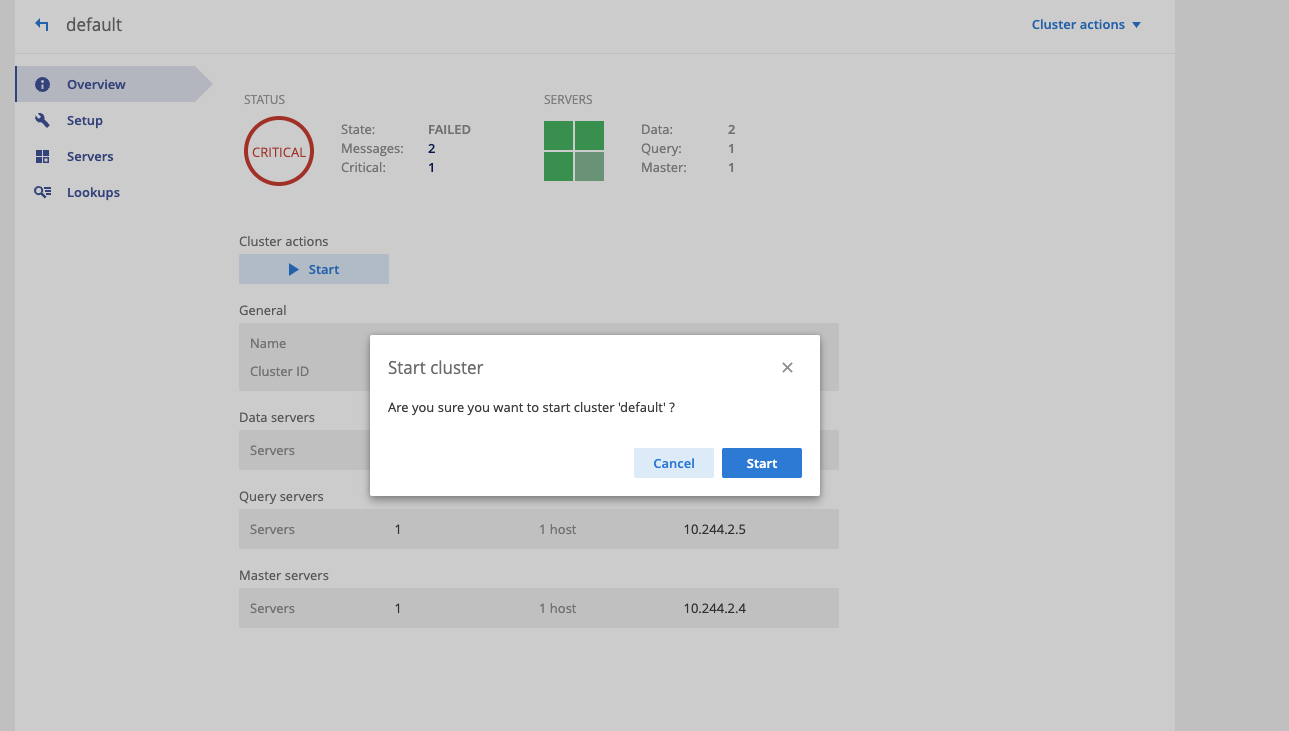 default
Cluster actions
Overview
Setup
Servers
Lookups
STATUS
CRITICAL
State: FAILED
Messages: 2
Critical: 1
SERVERS
Data: 2
Query: 1
Master: 1
Cluster actions
Start
General
Name
Cluster ID
Data servers
Servers
Start cluster
Are you sure you want to start cluster 'default' ?
Cancel Start
Query servers
Servers 1 1 host 10.244.2.5
Master servers
Servers 1 1 host 10.244.2.4